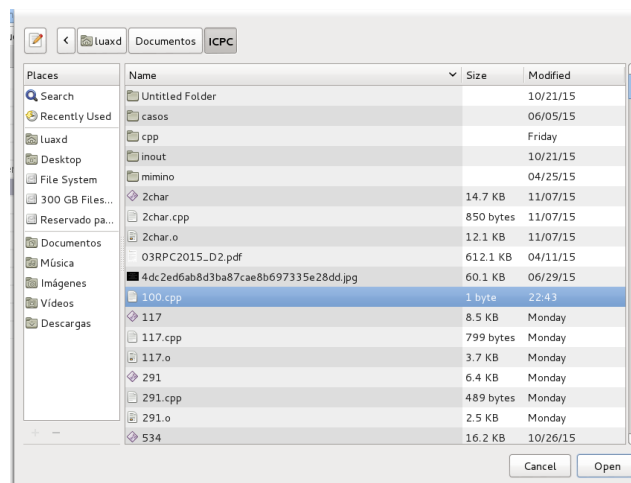 luaxd Documentos ICPC
Places
Search
Recently Used
luaxd
Desktop
File System
300 GB Files...
Reservado pa...
Documentos
Música
Imágenes
Vídeos
Descargas
Name Size Modified
Untitled Folder 10/21/15
casos 06/05/15
cpp Friday
inout 10/21/15
mimino 04/25/15
2char 14.7 KB 11/07/15
2char.cpp 850 bytes 11/07/15
2char.o 12.1 KB 11/07/15
03RPC2015_D2.pdf 612.1 KB 04/11/15
4dc2ed6ab8d3ba87cae8b697335e28dd.jpg 60.1 KB 06/29/15
100.cpp 1 byte 22:43
117 8.5 KB Monday
117.cpp 799 bytes Monday
117.o 3.7 KB Monday
291 6.4 KB Monday
291.cpp 489 bytes Monday
291.o 2.5 KB Monday
534 16.2 KB 10/26/15
Cancel Open